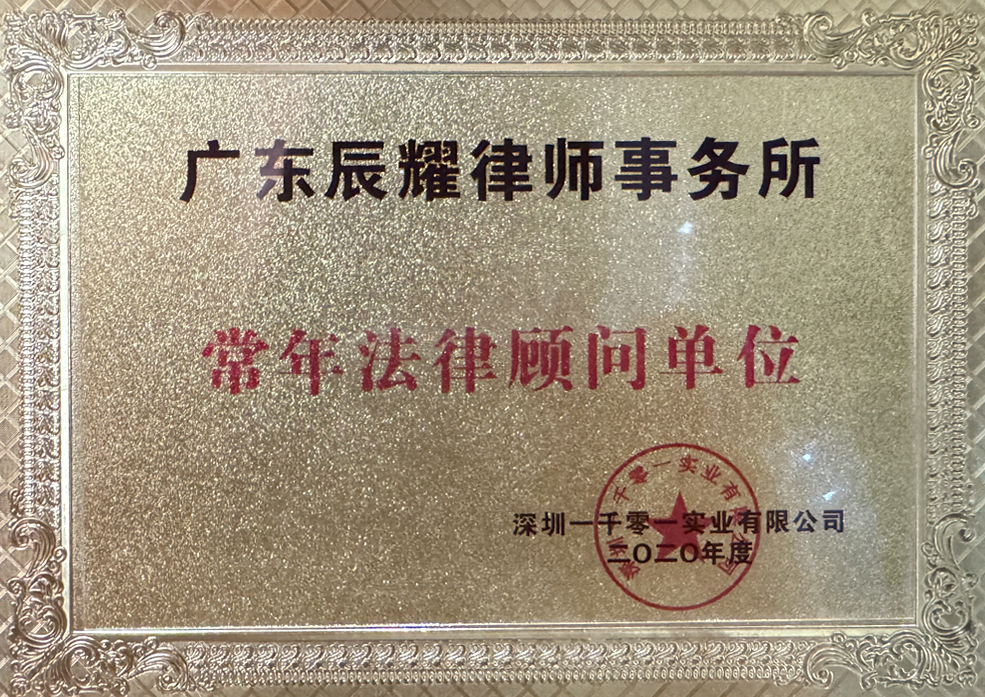 广东辰耀律师事务所
常年法律顾问单位
深圳一千零一实业有限公司
二〇二〇年度